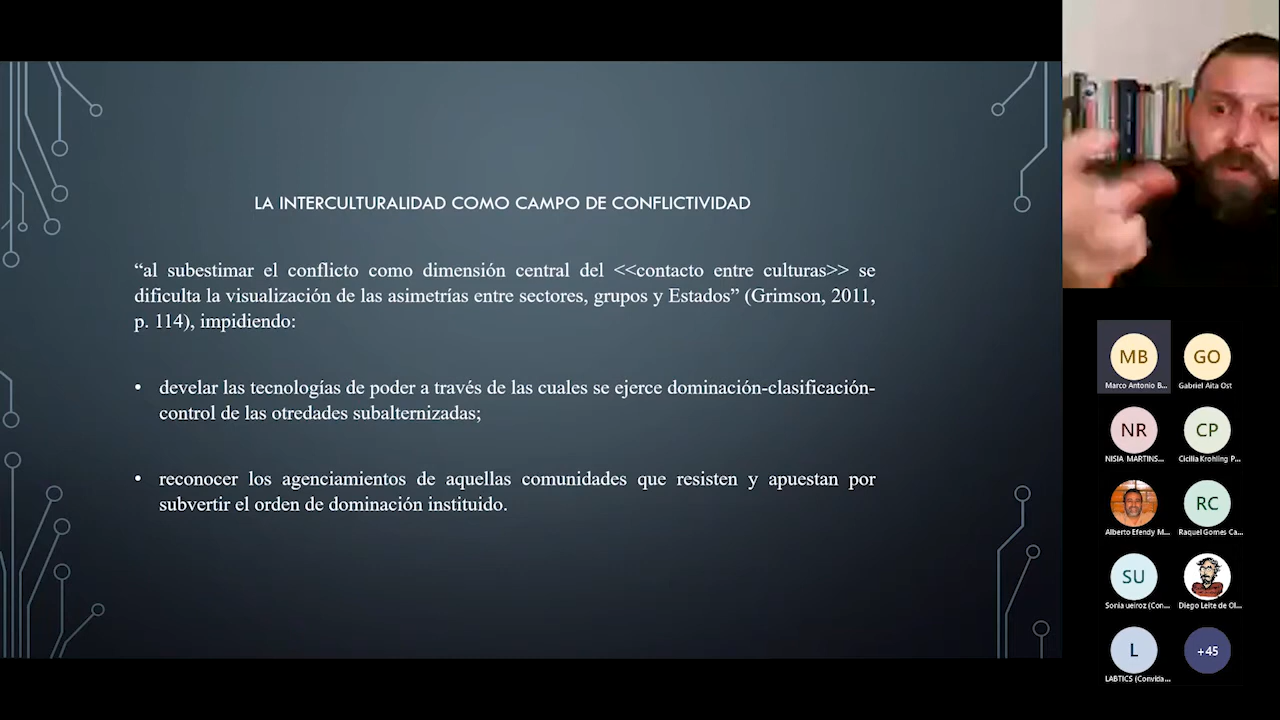 LA INTERCULTURALIDAD COMO CAMPO DE CONFLICTIVIDAD
“al subestimar el conflicto como dimensión central del <<contacto entre culturas>> se
dificulta la visualización de las asimetrías entre sectores, grupos y Estados” (Grimson, 2011,
p. 114), impidiendo:
• develar las tecnologías de poder a través de las cuales se ejerce dominación-clasificación-
control de las otredades subalternizadas;
• reconocer los agenciamientos de aquellas comunidades que resisten y apuestan por
subvertir el orden de dominación instituido.
MB
Marco Antonio B...
GO
Gabriel Aita Ost
NR
NISIA MARTINS...
CP
Cicilia Krohling P...
Alberto Efendy M...
RC
Raquel Gomes Ca...
SU
Sonia ueiroz (Con...
Diego Leite de Ol...
L
LABTICS (Convida...
+45